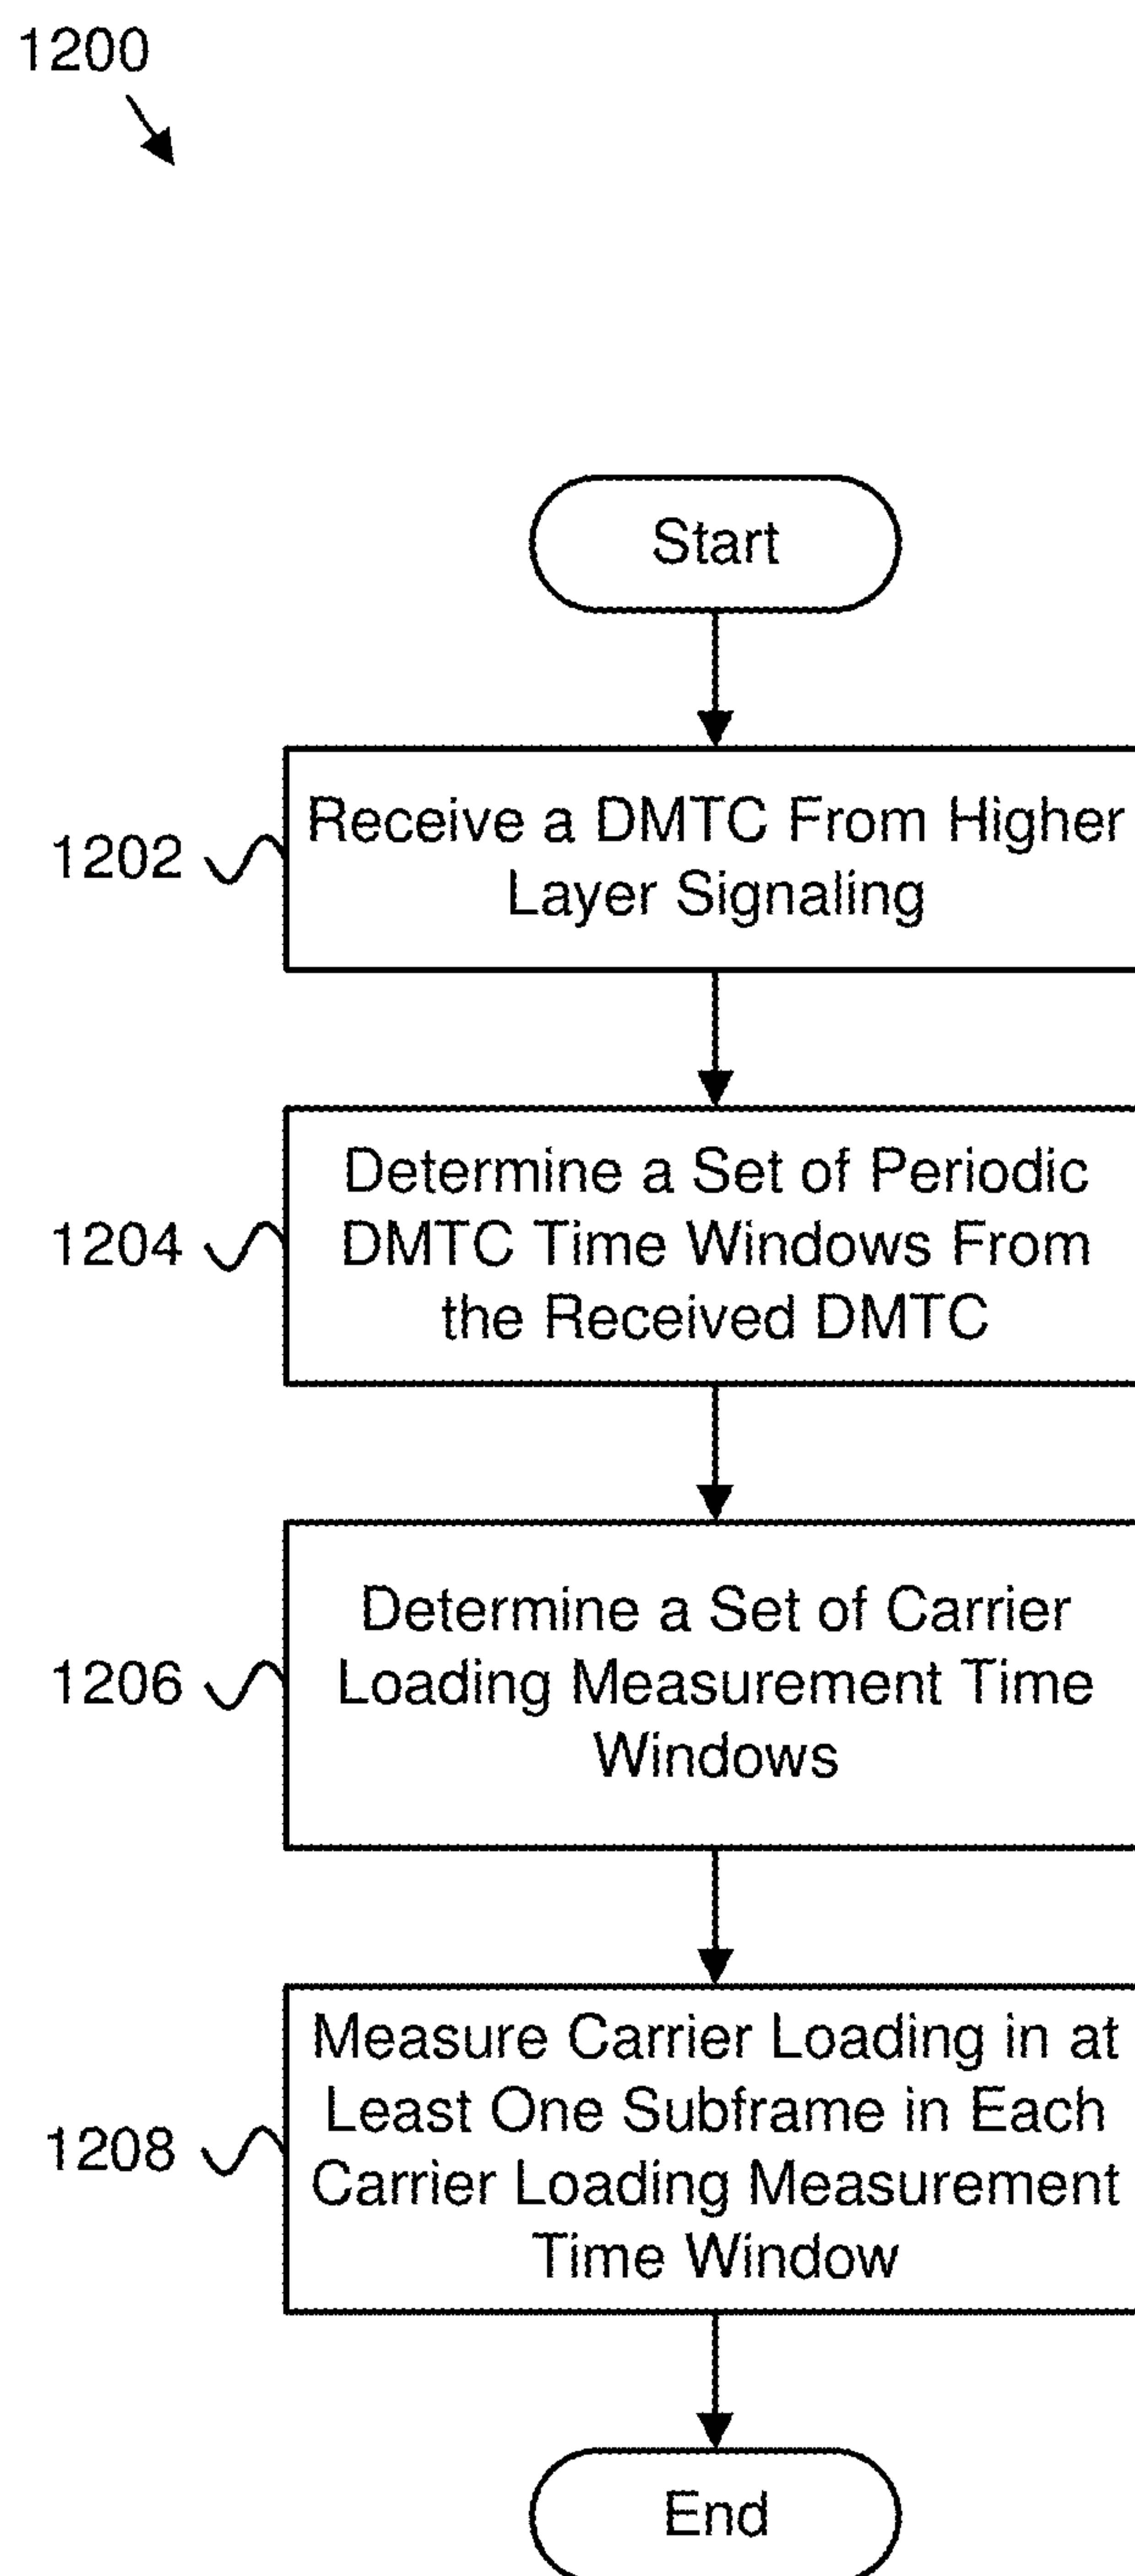 1200
Start
1202
Receive a DMTC From Higher
Layer Signaling
1204
Determine a Set of Periodic
DMTC Time Windows From
the Received DMTC
1206
Determine a Set of Carrier
Loading Measurement Time
Windows
1208
Measure Carrier Loading in at
Least One Subframe in Each
Carrier Loading Measurement
Time Window
End